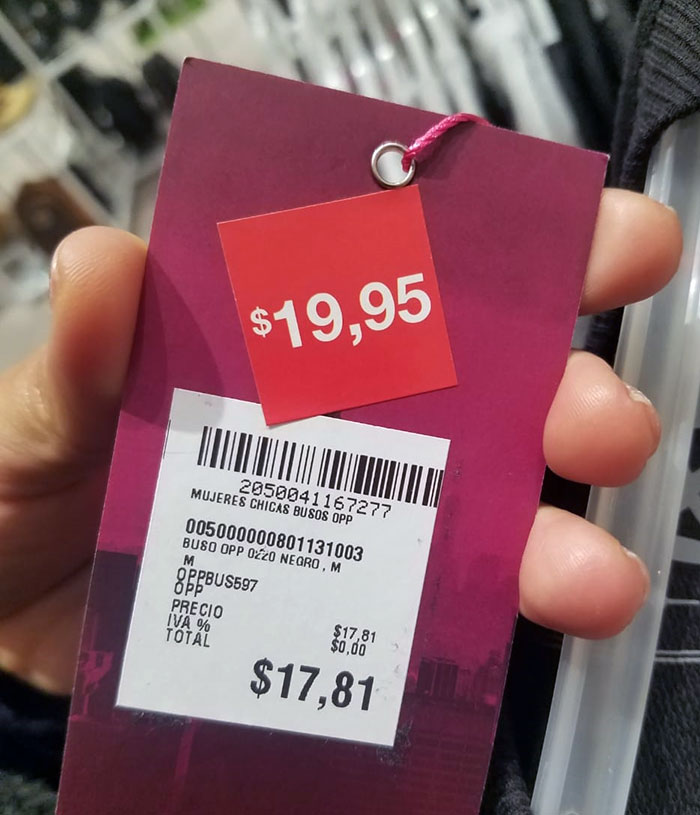 $19,95
2050041167277
MUJERES CHICAS BUSOS OPP
005000000801131003
BUSO OPP 0220 NEGRO, M
M
OPPBUS597
OPP
PRECIO $17,81
IVA % $0,00
TOTAL
$17,81